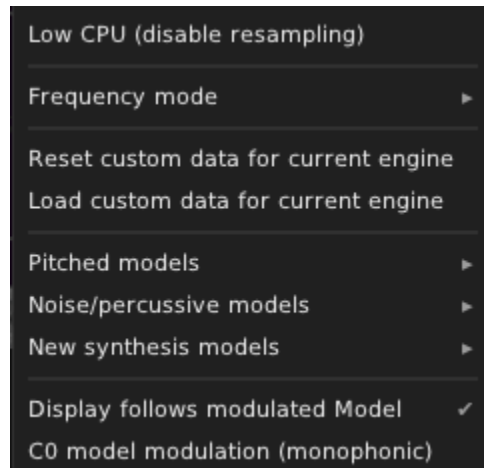 Low CPU (disable resampling)
Frequency mode
Reset custom data for current engine
Load custom data for current engine
Pitched models
Noise/percussive models
New synthesis models
Display follows modulated Model
C0 model modulation (monophonic)